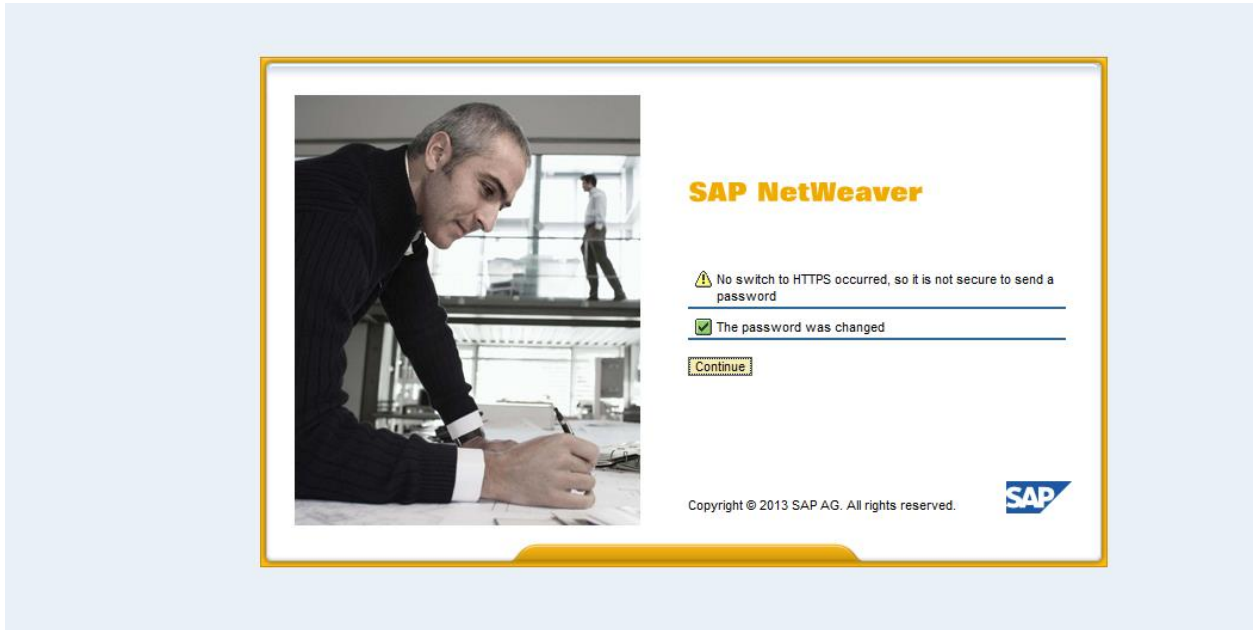 SAP NetWeaver
No switch to HTTPS occurred, so it is not secure to send a
password
The password was changed
Continue
Copyright © 2013 SAP AG. All rights reserved.
SAP